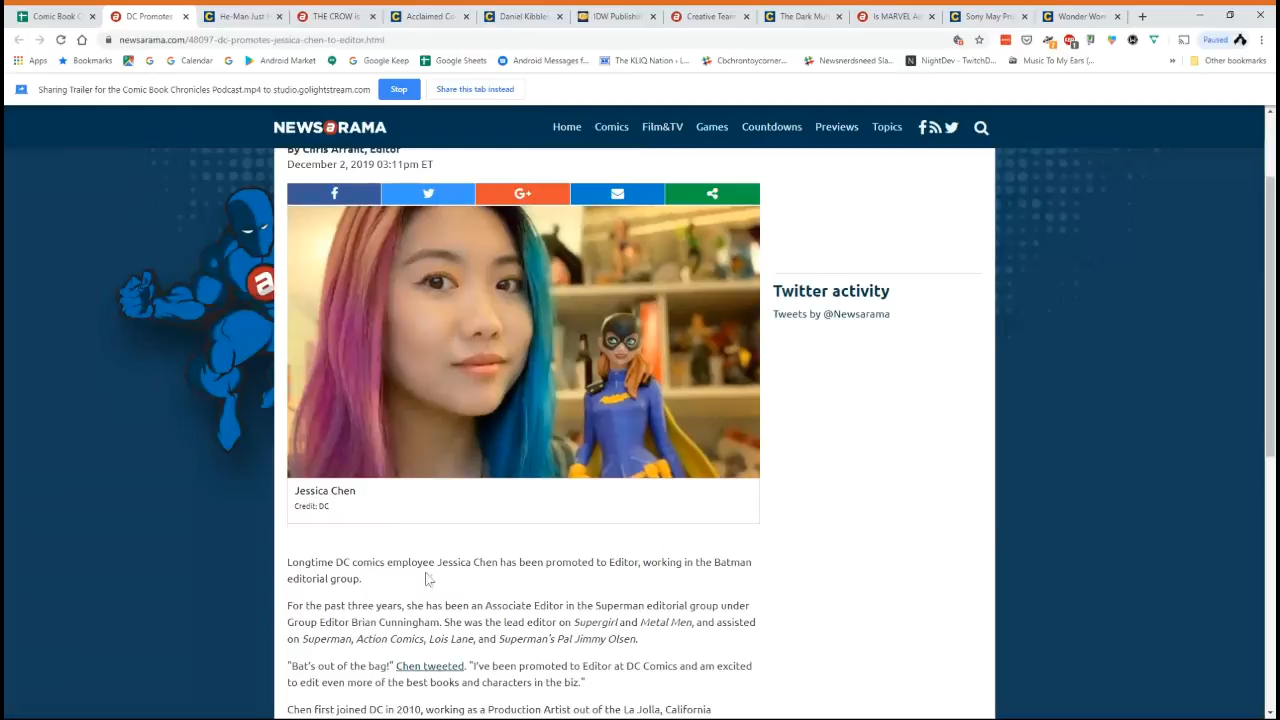 Comic Book C
DC Promotes
He-Man Just
THE CROW is
Acclaimed Co
Daniel Kibble
IDW Publishi
Creative Team
The Dark Mul
Is MARVEL A
Sony May Pr
Wonder Wo
newsarama.com/48097-dc-promotes-jessica-chen-to-editor.html
Paused
Apps
Bookmarks
Calendar
Android Market
Google Keep
Google Sheets
Android Messages f...
The KLIQ Nation › L...
Cbchrontoycorner...
Newsnerdsneed Sla...
NightDev - TwitchD...
Music To My Ears (...
»
Other bookmarks
Sharing Trailer for the Comic Book Chronicles Podcast.mp4 to studio.golightstream.com
Stop
Share this tab instead
NEWSaRAMA
Home
Comics
Film&TV
Games
Countdowns
Previews
Topics
By Chris Arrant, Editor
December 2, 2019 03:11pm ET
Twitter activity
Tweets by @Newsarama
Jessica Chen
Credit: DC
Longtime DC comics employee Jessica Chen has been promoted to Editor, working in the Batman
editorial group.
For the past three years, she has been an Associate Editor in the Superman editorial group under
Group Editor Brian Cunningham. She was the lead editor on Supergirl and Metal Men, and assisted
on Superman, Action Comics, Lois Lane, and Superman's Pal Jimmy Olsen.
"Bat's out of the bag!" Chen tweeted. "I've been promoted to Editor at DC Comics and am excited
to edit even more of the best books and characters in the biz."
Chen first joined DC in 2010, working as a Production Artist out of the La Jolla, California